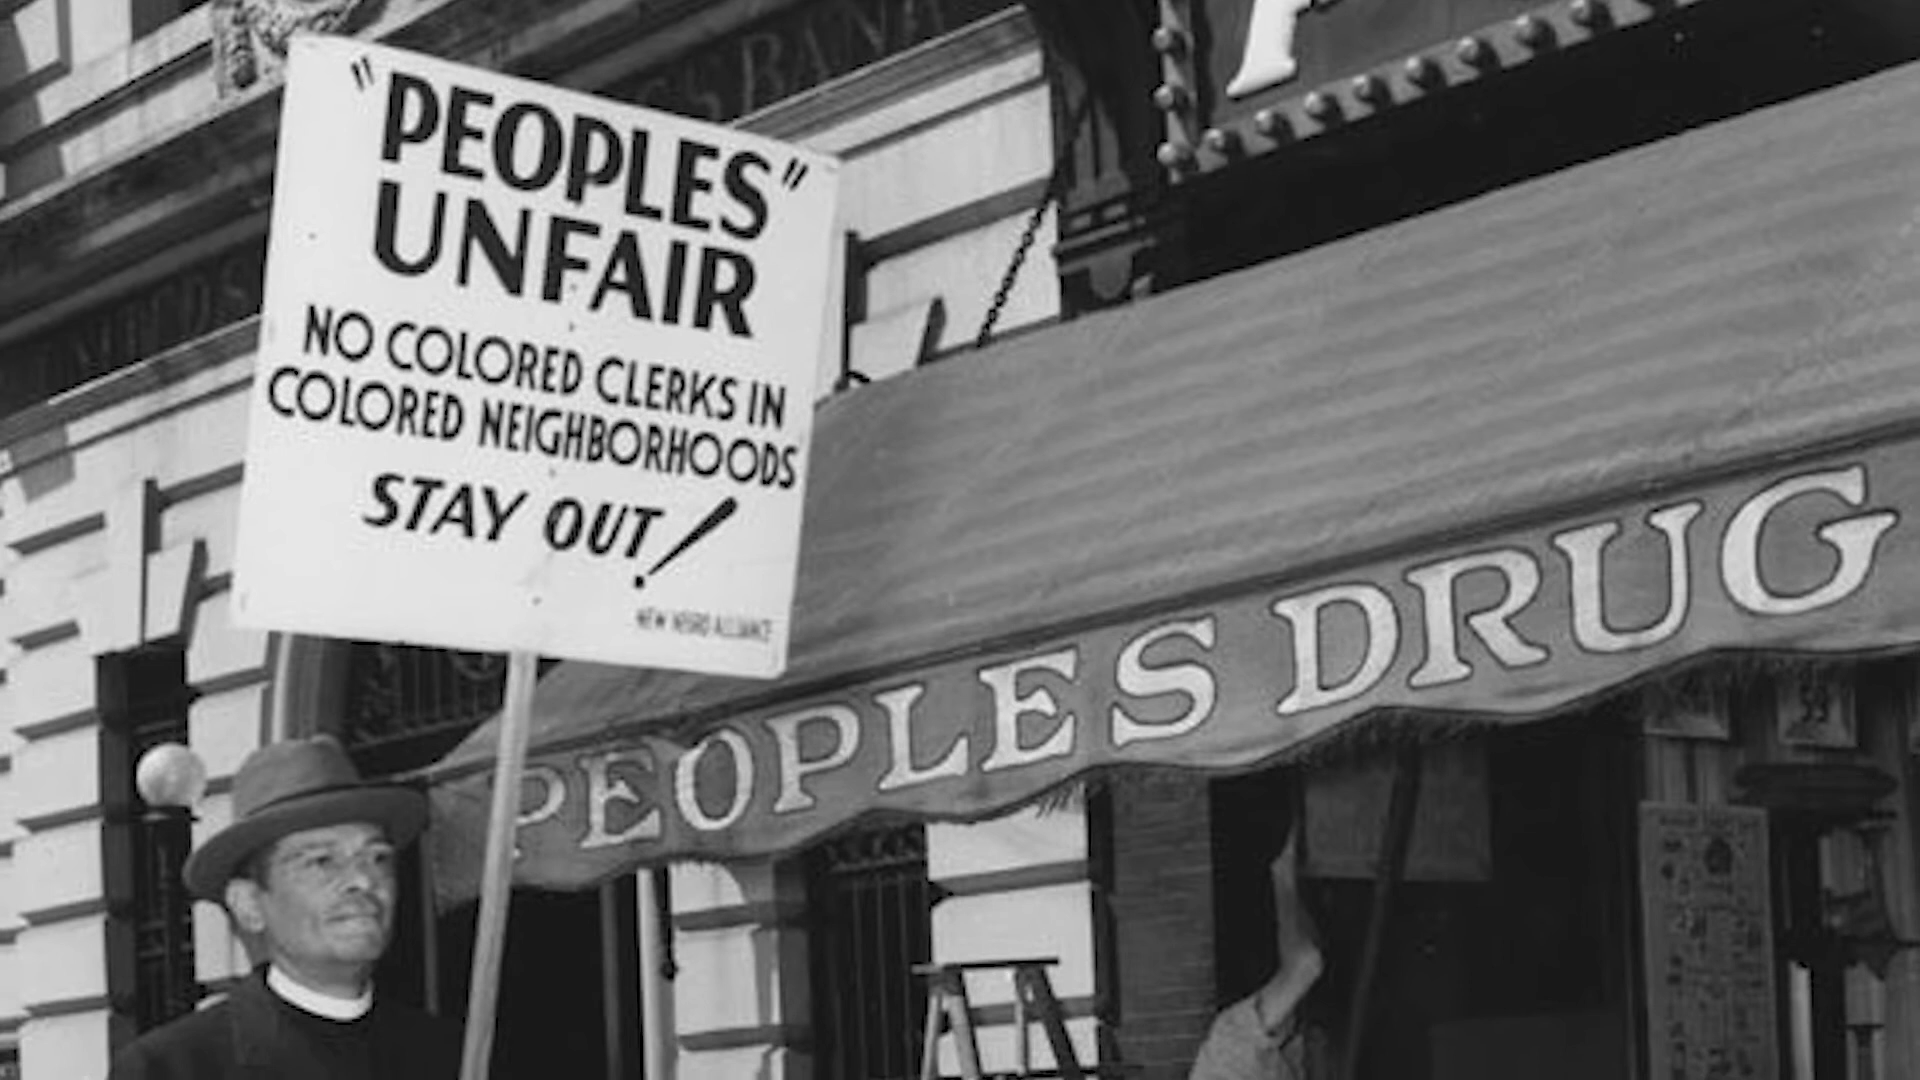 "PEOPLES"
UNFAIR
NO COLORED CLERKS IN
COLORED NEIGHBORHOODS
STAY OUT!
NEW NEGRO ALLIANCE
PEOPLES DRUG